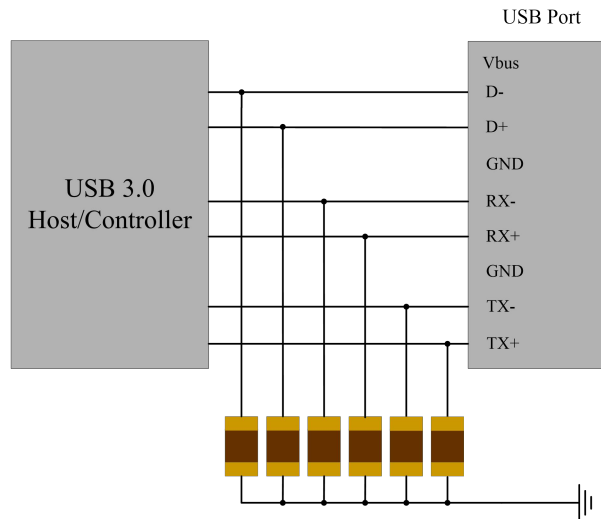 USB Port
USB 3.0
Host/Controller
Vbus
D-
D+
GND
RX-
RX+
GND
TX-
TX+